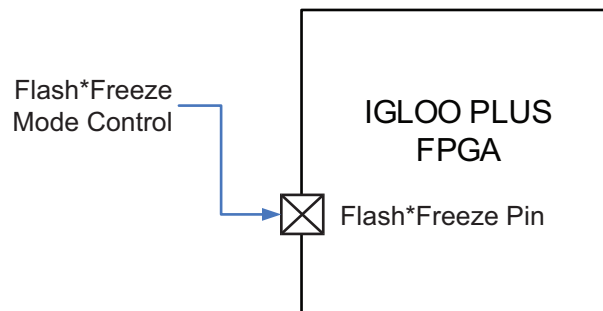 Flash*Freeze
Mode Control
IGLOO PLUS
FPGA
Flash*Freeze Pin